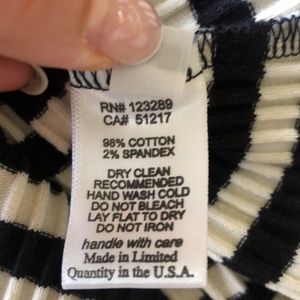 RN# 123289
CA# 51217
98% COTTON
2% SPANDEX
DRY CLEAN
RECOMMENDED
HAND WASH COLD
DO NOT BLEACH
LAY FLAT TO DRY
DO NOT IRON
handle with care
Made in Limited
Quantity in the U.S.A.